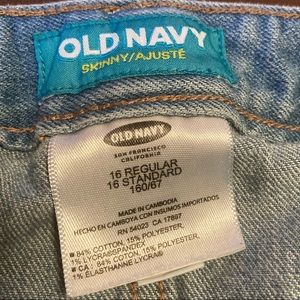 OLD NAVY
SKINNY/AJUSTÉ
OLD NAVY
SAN FRANCISCO
CALIFORNIA
16 REGULAR
16 STANDARD
160/67
MADE IN CAMBODIA
HECHO EN CAMBOYA CON INSUMOS IMPORTADOS
RN 54023 CA 17897
■ 84% COTTON, 15% POLYESTER,
1% LYCRA®SPANDEX
■ CA: 84% COTON, 15% POLYESTER,
1% ÉLASTHANNE LYCRA®